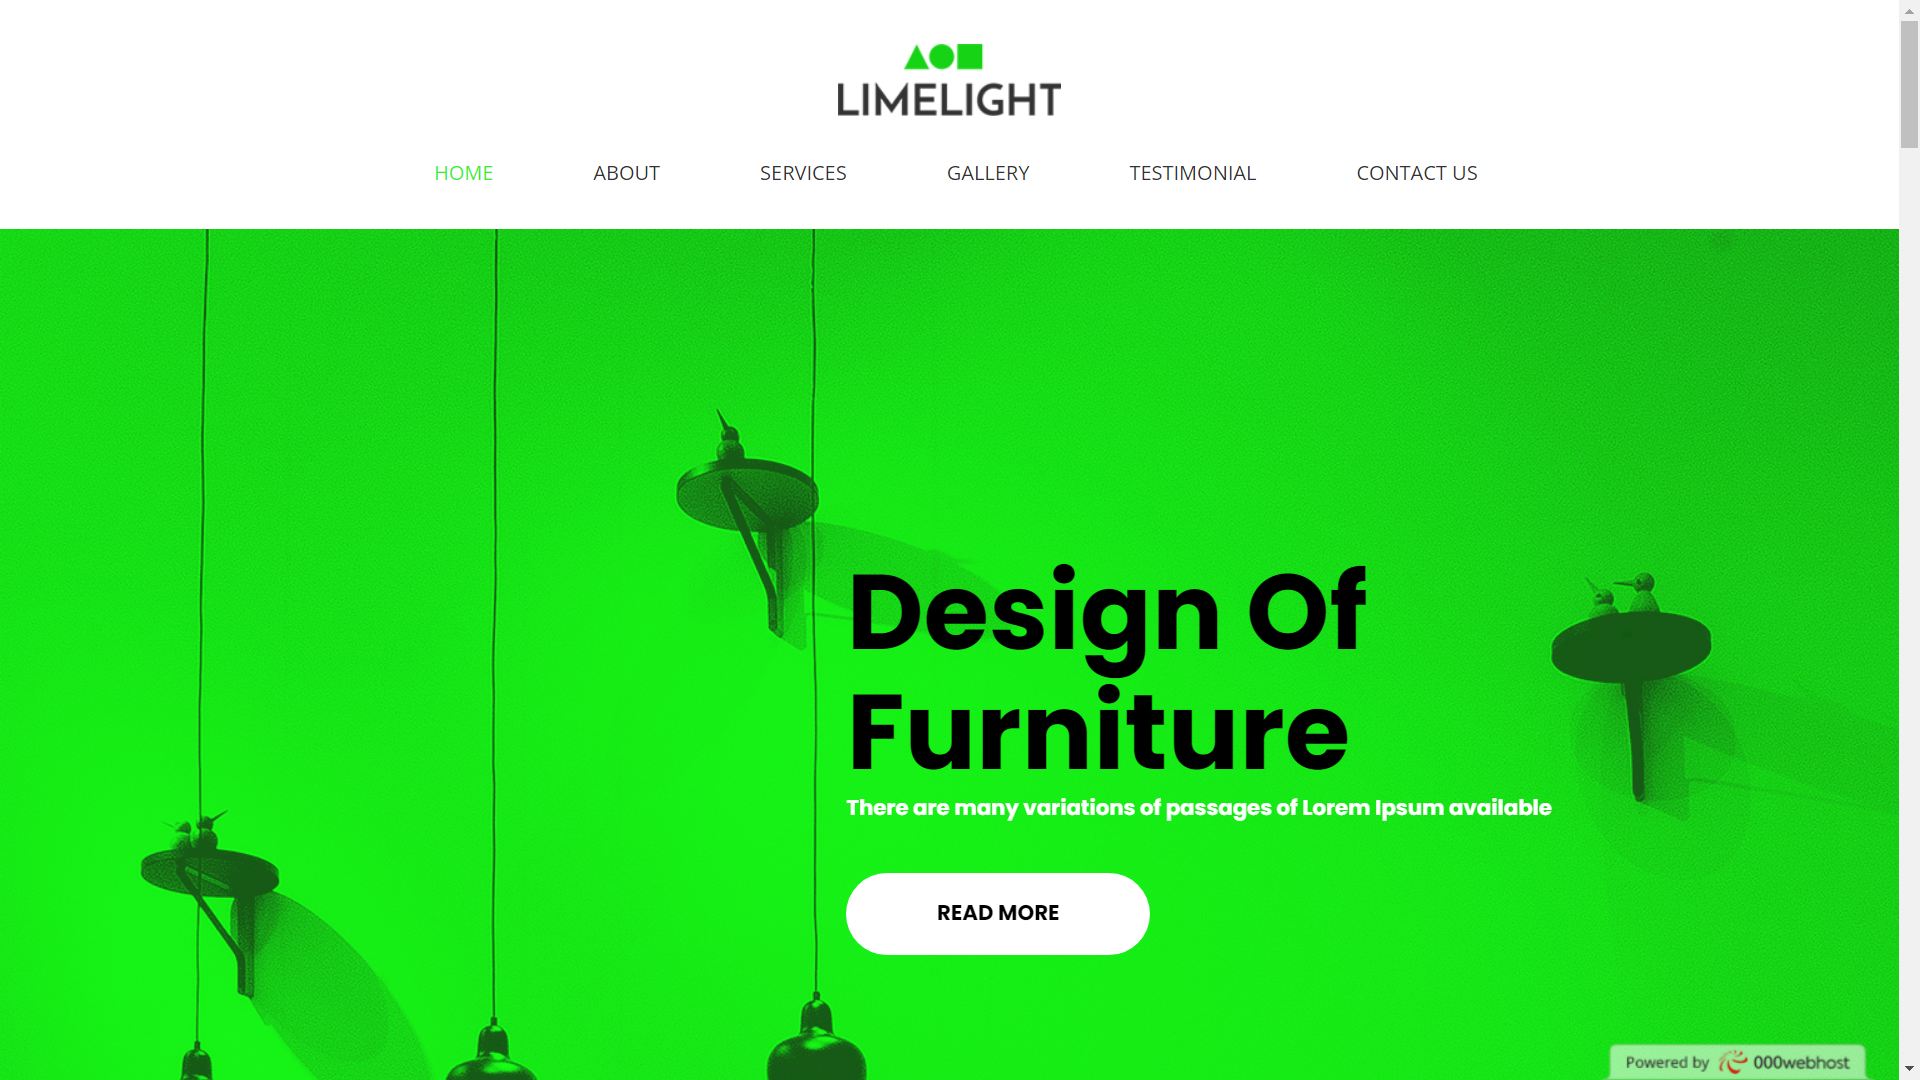 LIMELIGHT
HOME ABOUT SERVICES GALLERY TESTIMONIAL CONTACT US
Design Of
Furniture
There are many variations of passages of Lorem Ipsum available
READ MORE
Powered by 000webhost